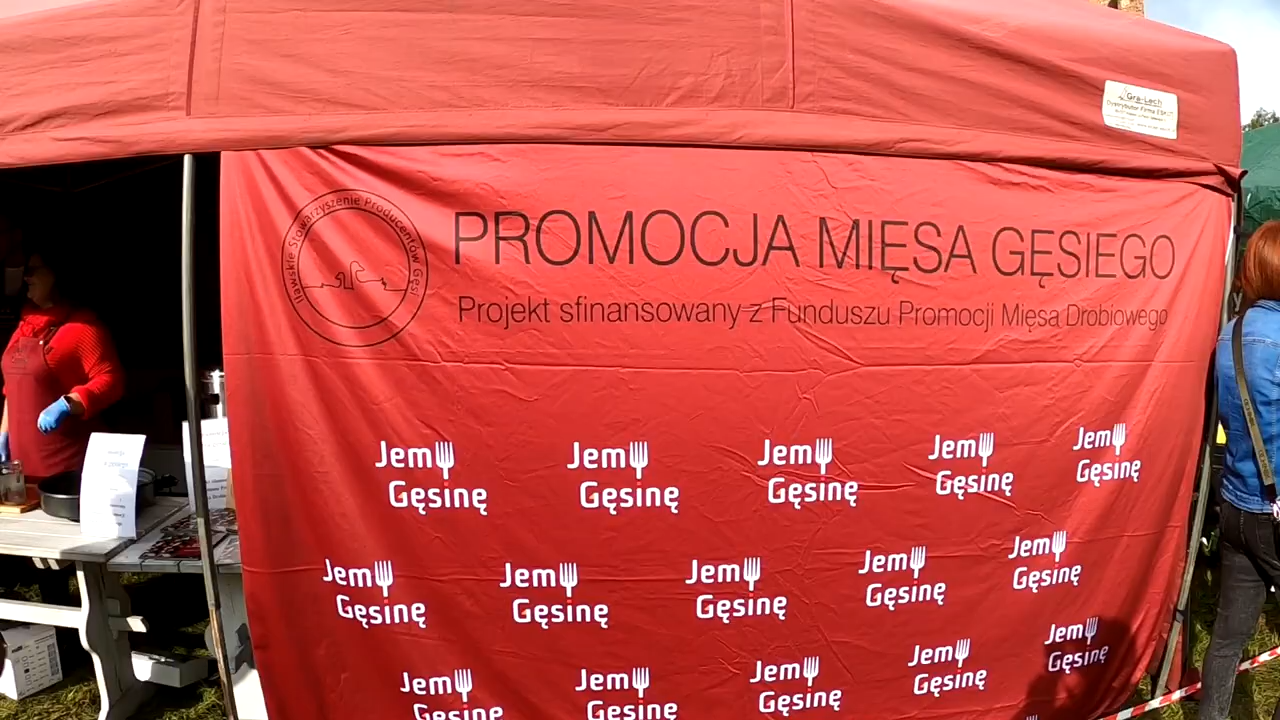 Gra-Lech
Iławskie Stowarzyszenie Producentów Gęsi
PROMOCJA MIĘSA GĘSIEGO
Projekt sfinansowany z Funduszu Promocji Mięsa Drobiowego
Jem Jem Jem Jem Jem
Gęsinę Gęsinę Gęsinę Gęsinę Gęsinę
Jem Jem Jem Jem Jem
Gęsinę Gęsinę Gęsinę Gęsinę Gęsinę
Jem Jem Jem Jem Jem
Gęsinę Gęsinę Gęsinę Gęsinę Gęsinę